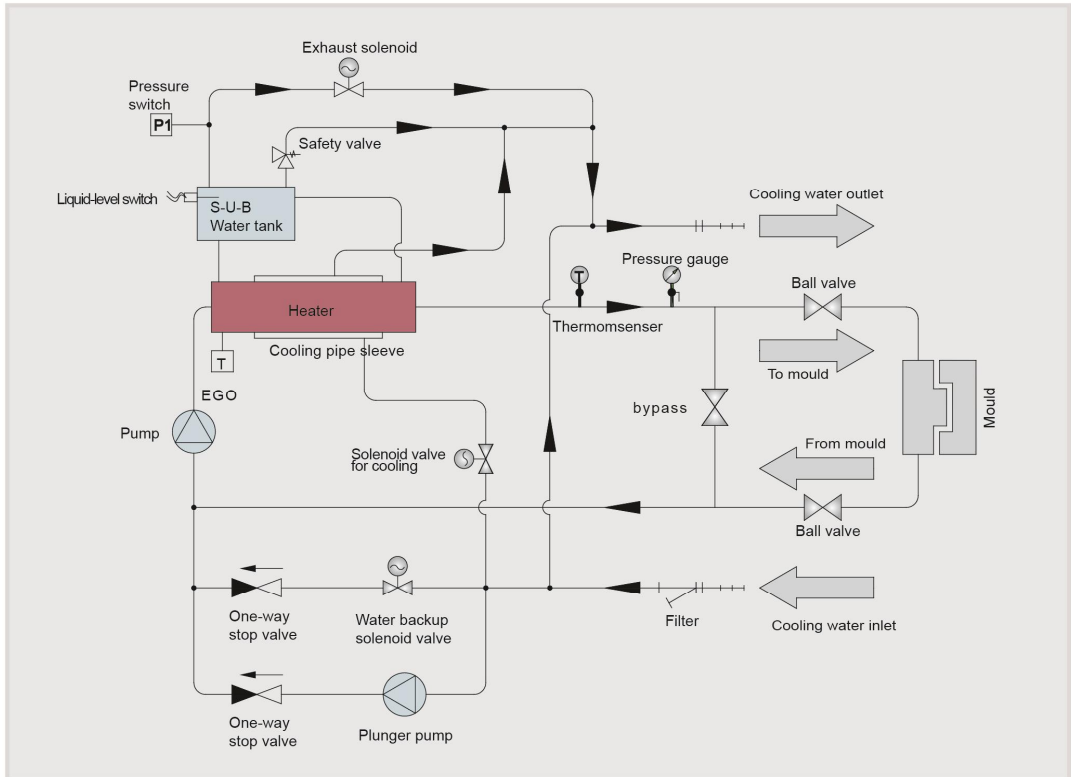 Exhaust solenoid
Pressure
switch
P1
Safety valve
Liquid-level switch
S-U-B
Water tank
Cooling water outlet
T
Pressure gauge
Ball valve
Heater
Thermomsenser
Cooling pipe sleeve
T
To mould
EGO
bypass
Mould
Pump
From mould
Solenoid valve
for cooling
Ball valve
One-way
stop valve
Water backup
solenoid valve
Filter
Cooling water inlet
One-way
stop valve
Plunger pump